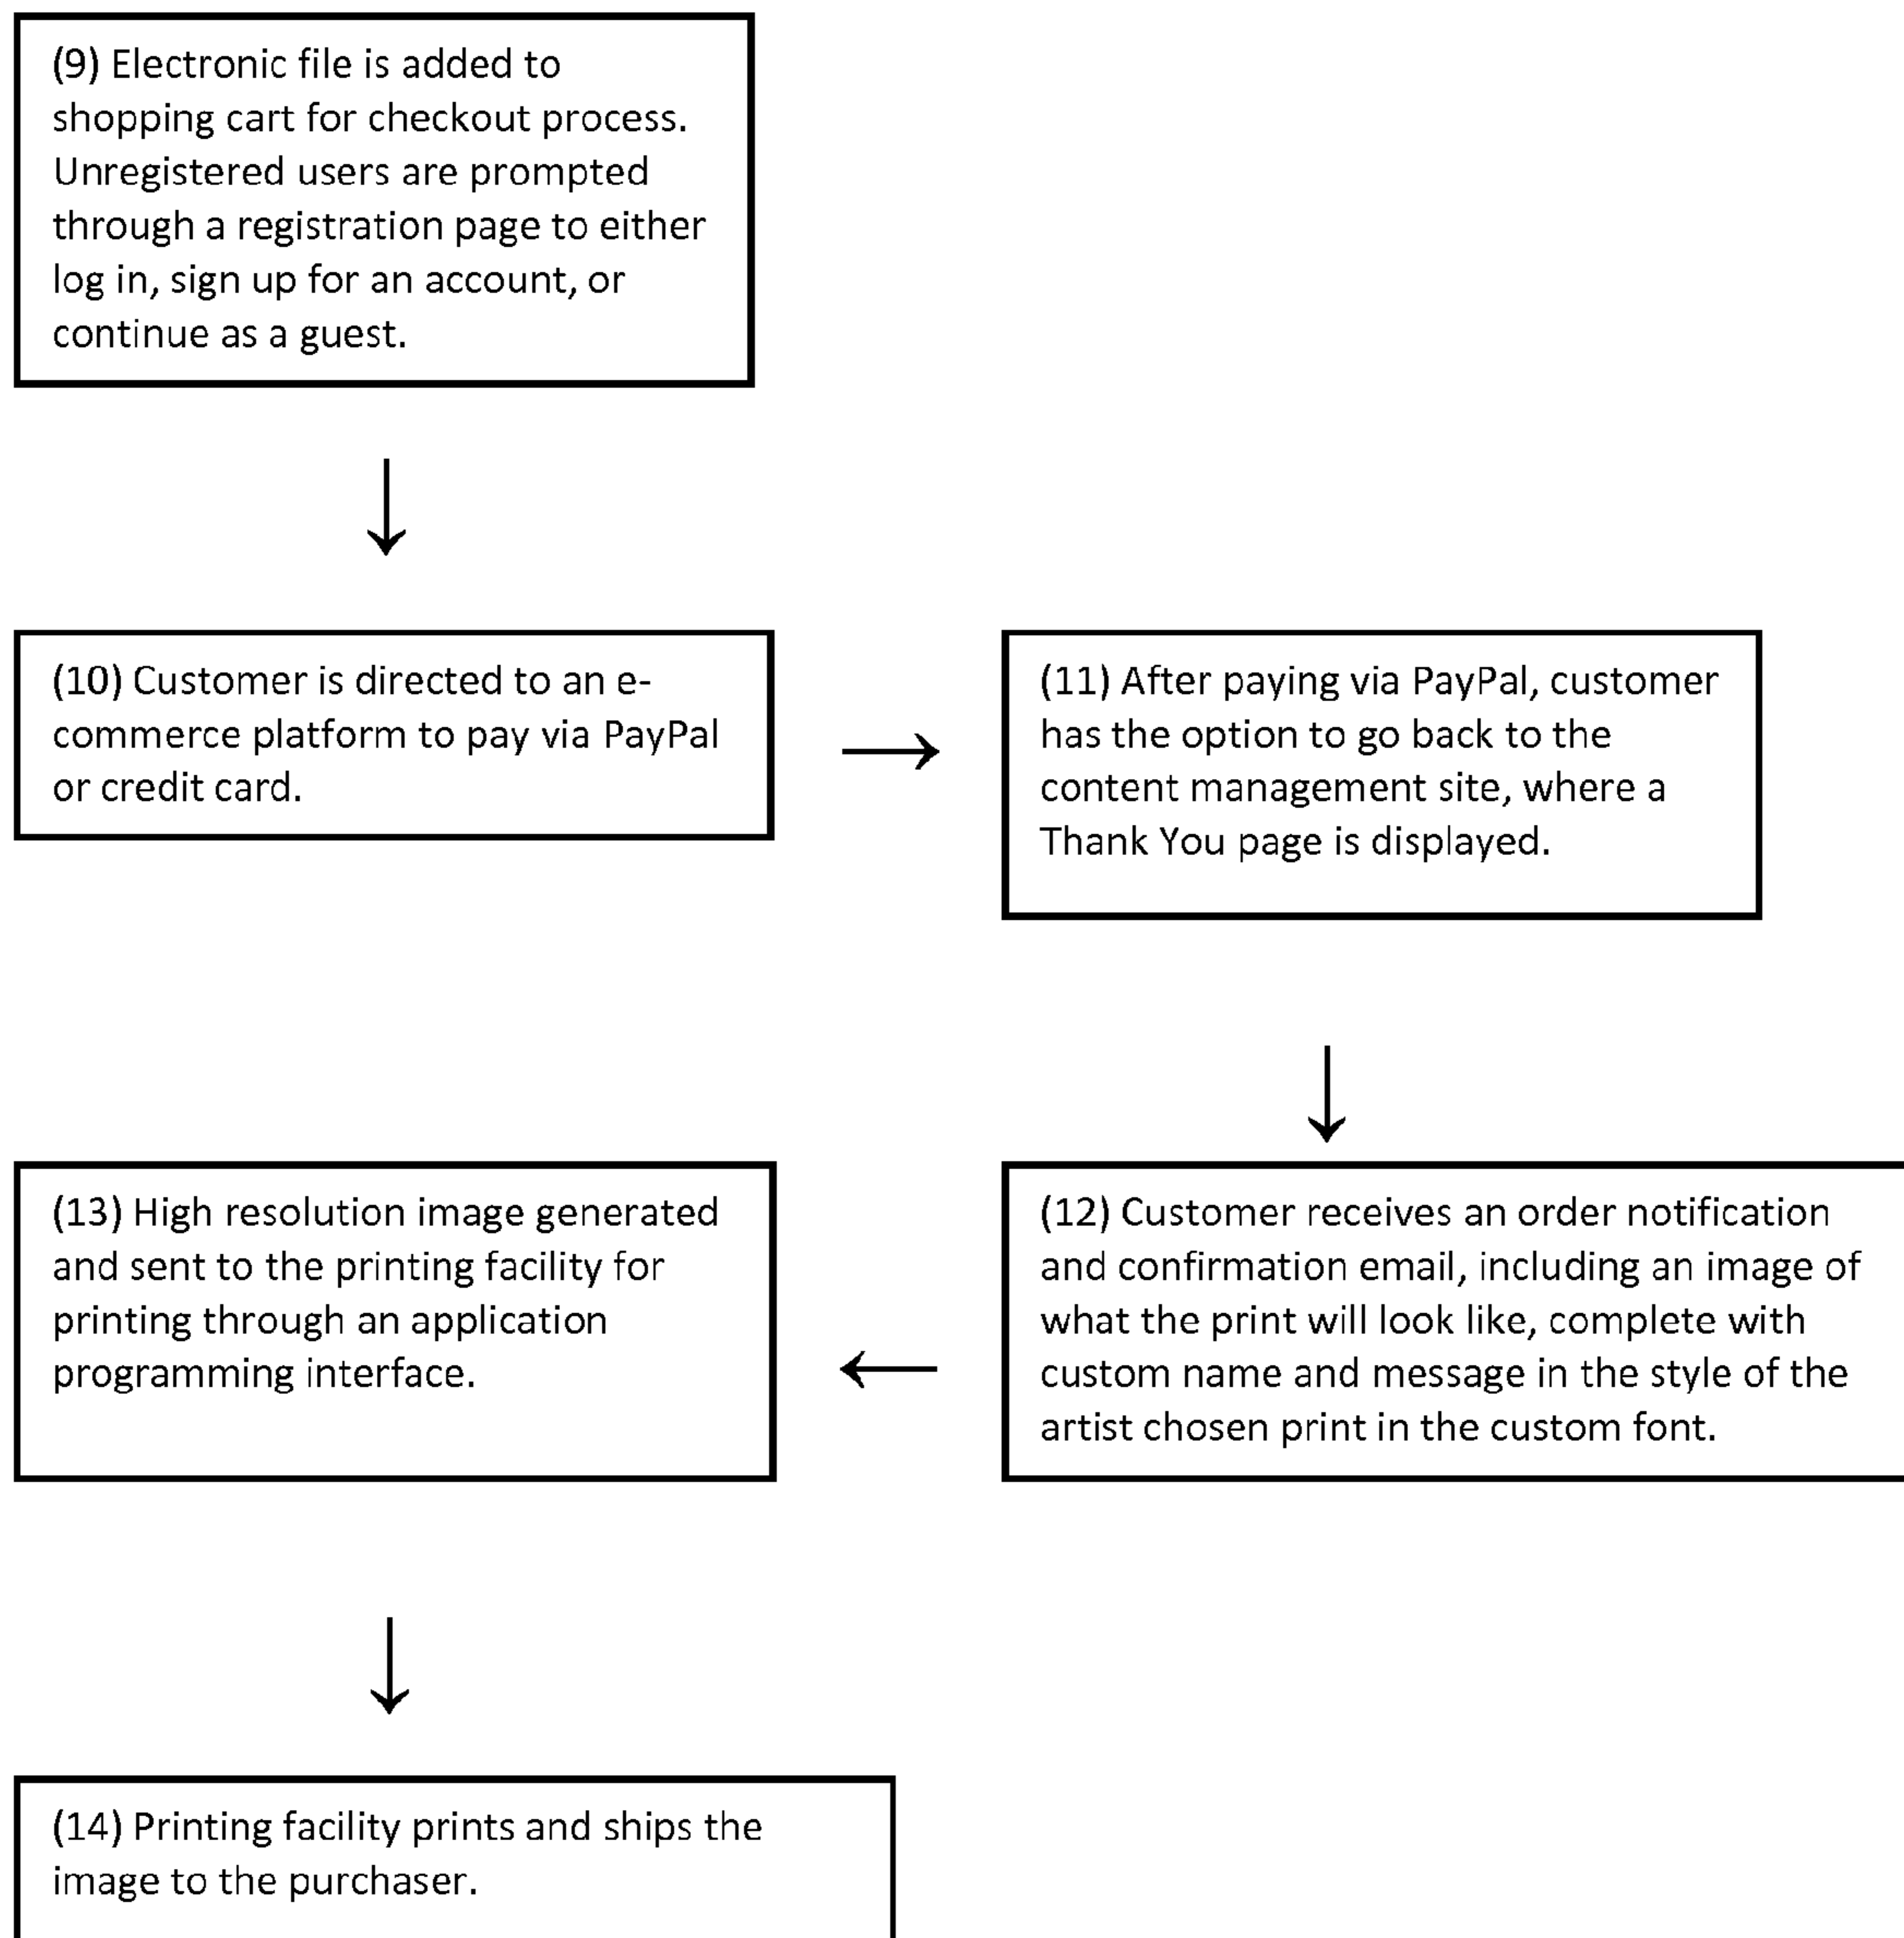 (9) Electronic file is added to
shopping cart for checkout process.
Unregistered users are prompted
through a registration page to either
log in, sign up for an account, or
continue as a guest.
(10) Customer is directed to an e-
commerce platform to pay via PayPal
or credit card.
(11) After paying via PayPal, customer
has the option to go back to the
content management site, where a
Thank You page is displayed.
(12) Customer receives an order notification
and confirmation email, including an image of
what the print will look like, complete with
custom name and message in the style of the
artist chosen print in the custom font.
(13) High resolution image generated
and sent to the printing facility for
printing through an application
programming interface.
(14) Printing facility prints and ships the
image to the purchaser.